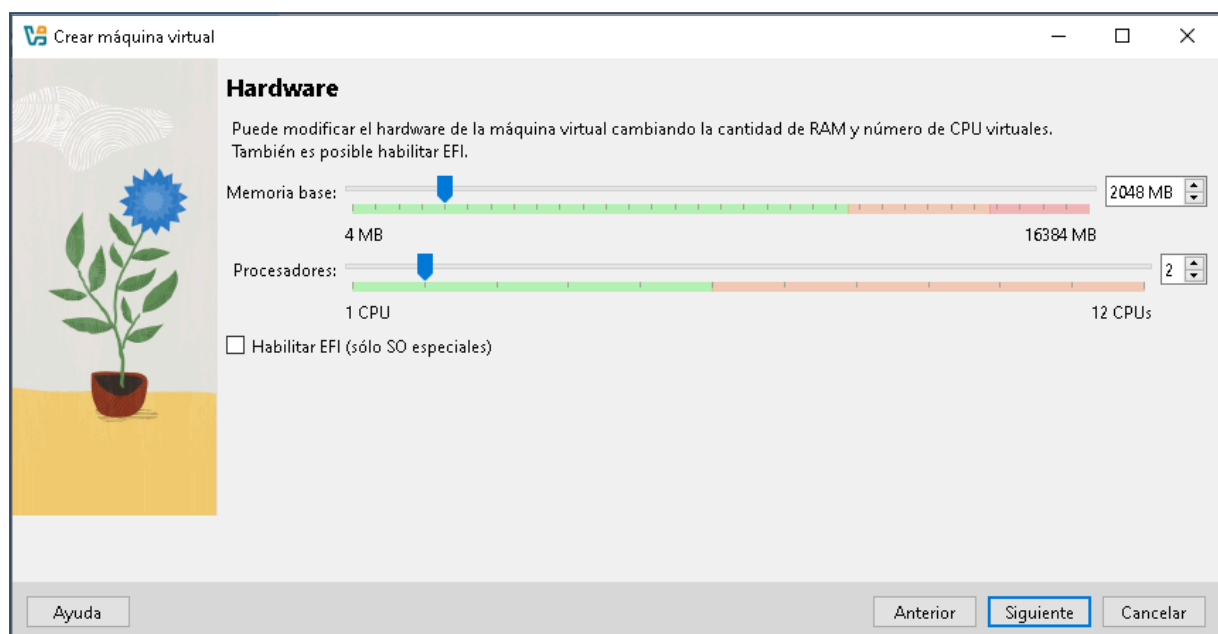 Crear máquina virtual
Hardware
Puede modificar el hardware de la máquina virtual cambiando la cantidad de RAM y número de CPU virtuales.
También es posible habilitar EFI.
Memoria base:
2048 MB
4 MB
16384 MB
Procesadores:
2
1 CPU
12 CPUs
Habilitar EFI (sólo SO especiales)
Ayuda
Anterior
Siguiente
Cancelar